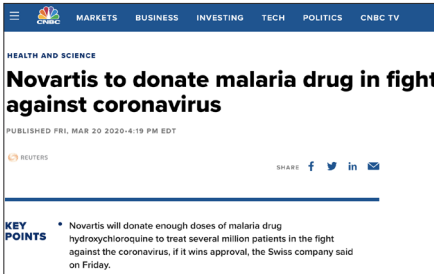 CNBC
MARKETS BUSINESS INVESTING TECH POLITICS CNBC TV
HEALTH AND SCIENCE
Novartis to donate malaria drug in fight
against coronavirus
PUBLISHED FRI, MAR 20 2020•4:19 PM EDT
REUTERS
SHARE
KEY POINTS
• Novartis will donate enough doses of malaria drug
hydroxychloroquine to treat several million patients in the fight
against the coronavirus, if it wins approval, the Swiss company said
on Friday.